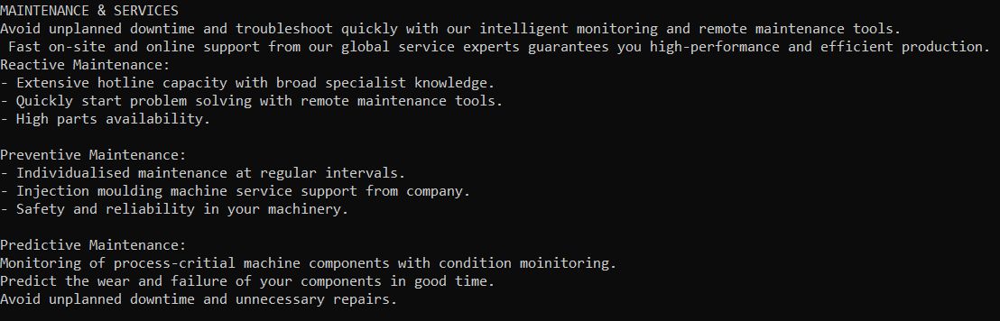 MAINTENANCE & SERVICES
Avoid unplanned downtime and troubleshoot quickly with our intelligent monitoring and remote maintenance tools.
Fast on-site and online support from our global service experts guarantees you high-performance and efficient production.
Reactive Maintenance:
- Extensive hotline capacity with broad specialist knowledge.
- Quickly start problem solving with remote maintenance tools.
- High parts availability.
Preventive Maintenance:
- Individualised maintenance at regular intervals.
- Injection moulding machine service support from company.
- Safety and reliability in your machinery.
Predictive Maintenance:
Monitoring of process-critial machine components with condition moinitoring.
Predict the wear and failure of your components in good time.
Avoid unplanned downtime and unnecessary repairs.